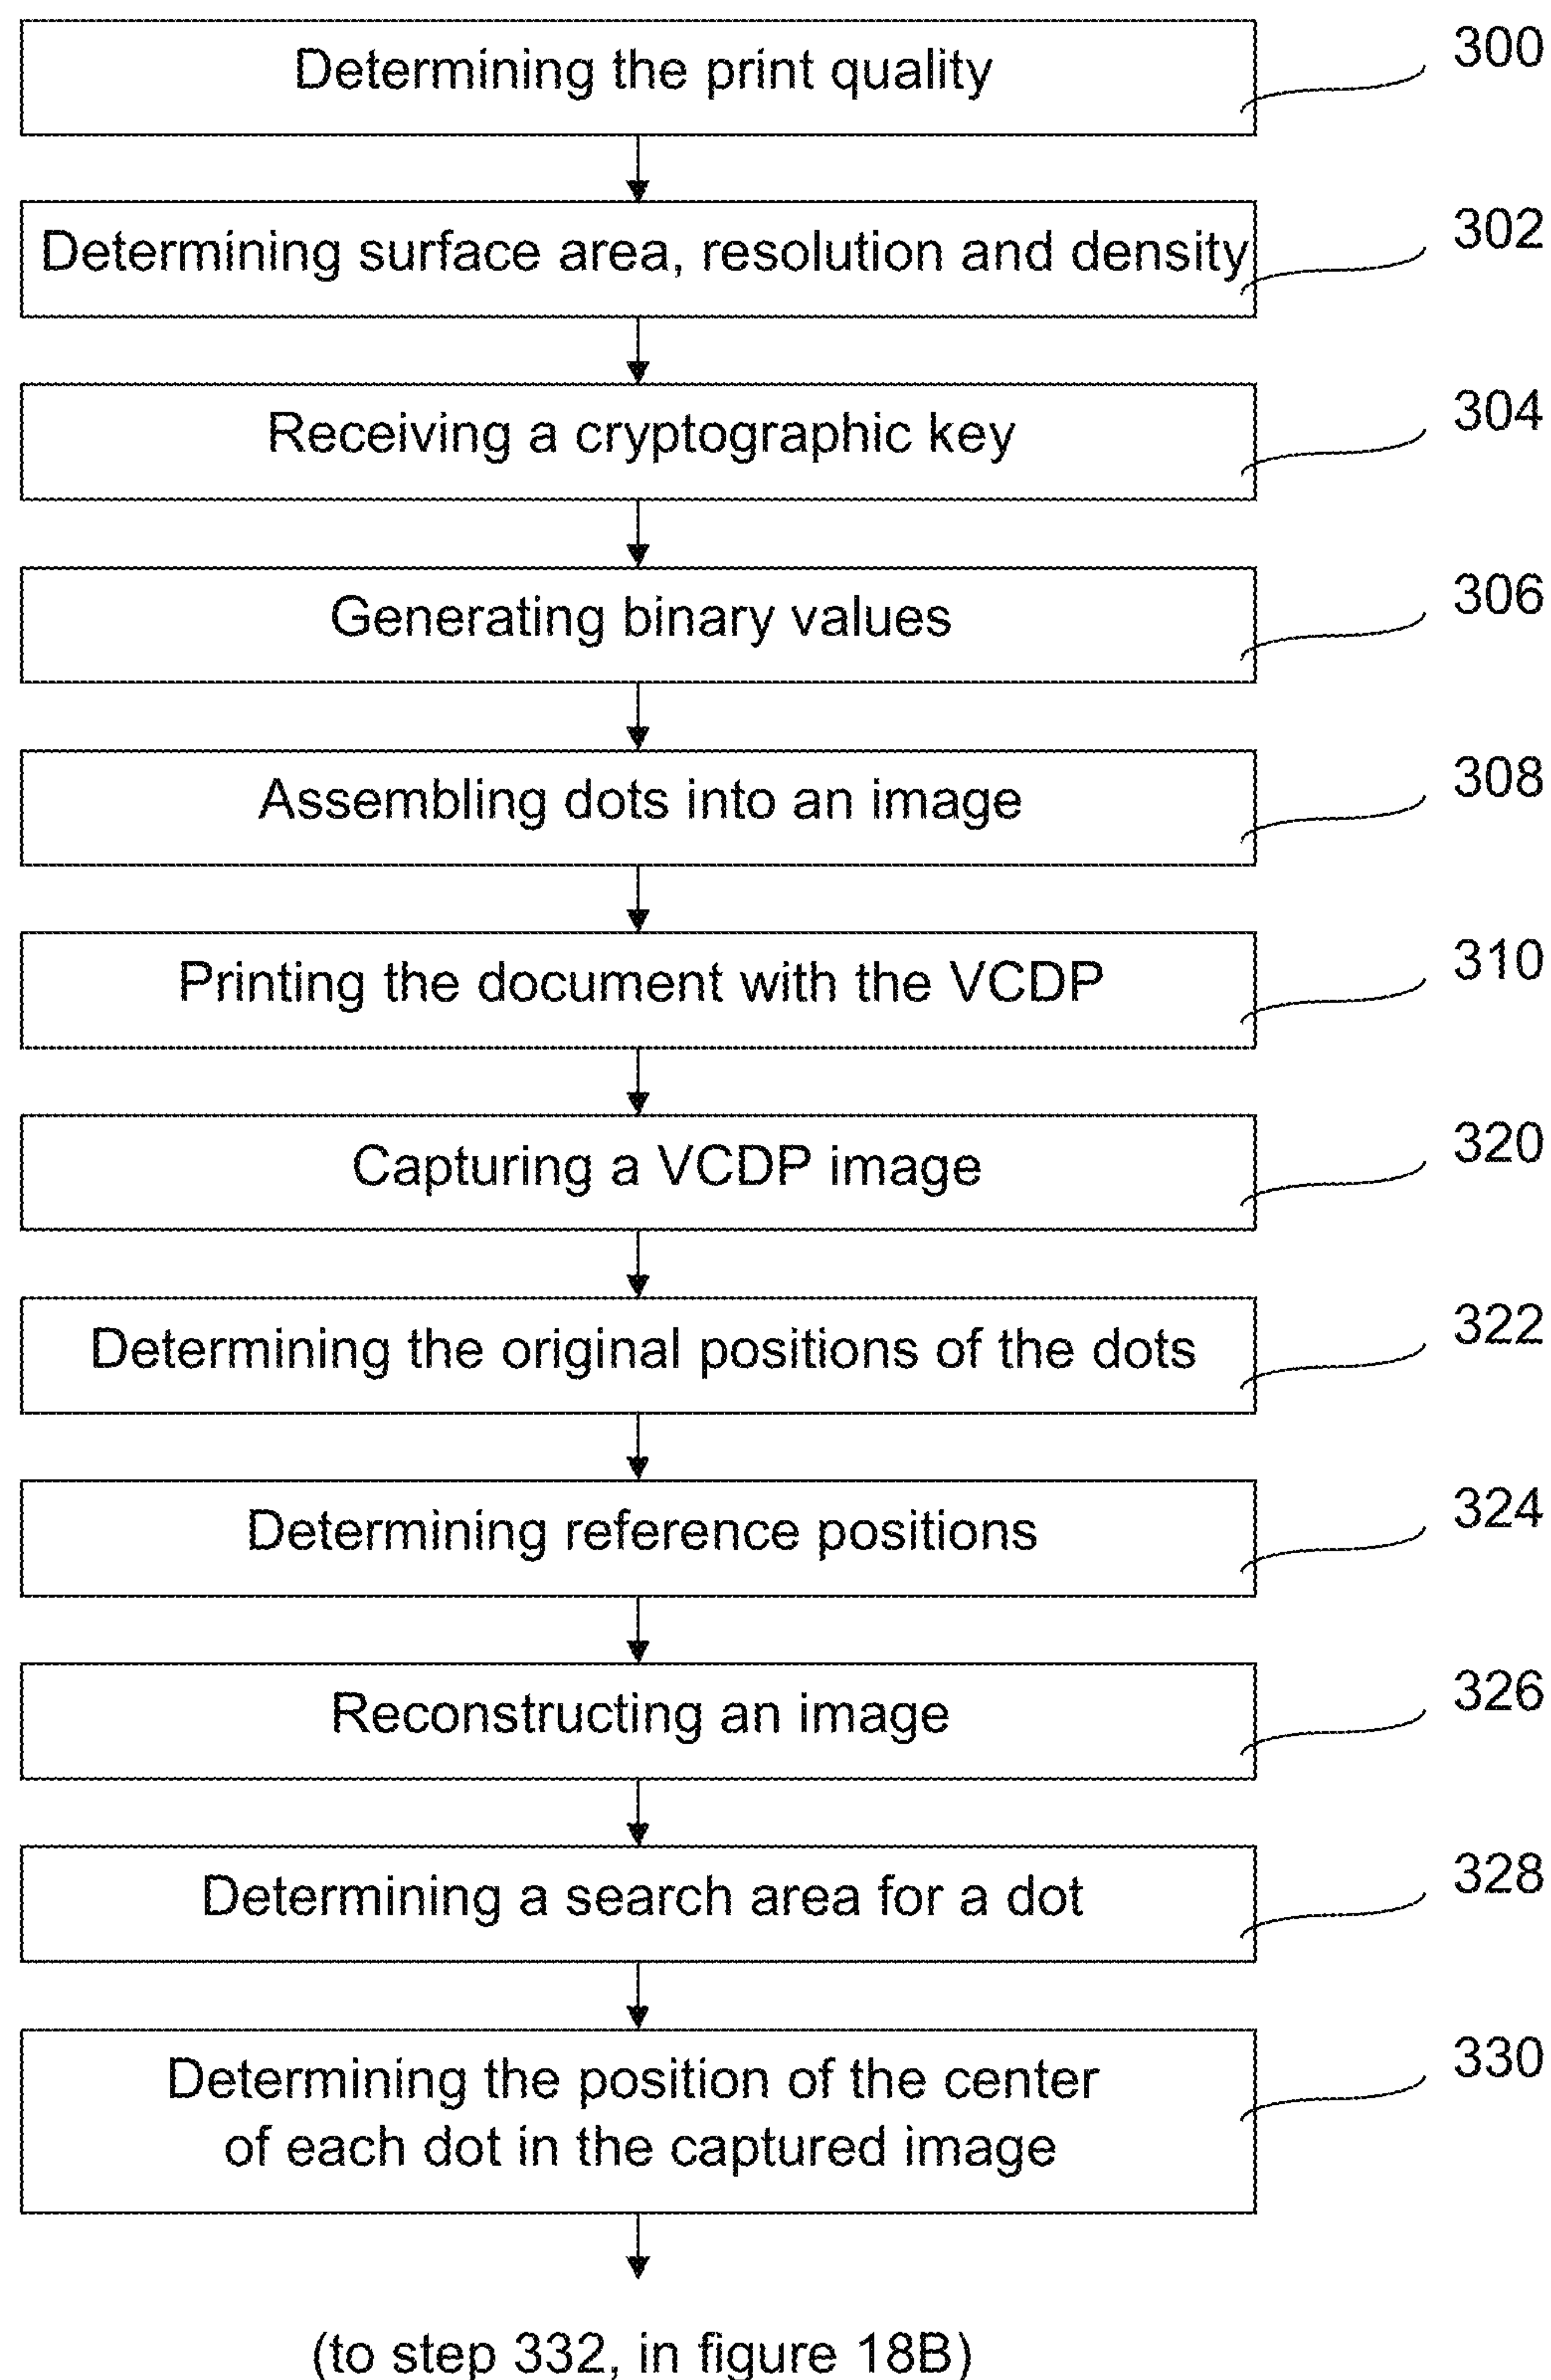 Determining the print quality
300
Determining surface area, resolution and density
302
Receiving a cryptographic key
304
Generating binary values
306
Assembling dots into an image
308
Printing the document with the VCDP
310
Capturing a VCDP image
320
Determining the original positions of the dots
322
Determining reference positions
324
Reconstructing an image
326
Determining a search area for a dot
328
Determining the position of the center
of each dot in the captured image
330
(to step 332, in figure 18B)